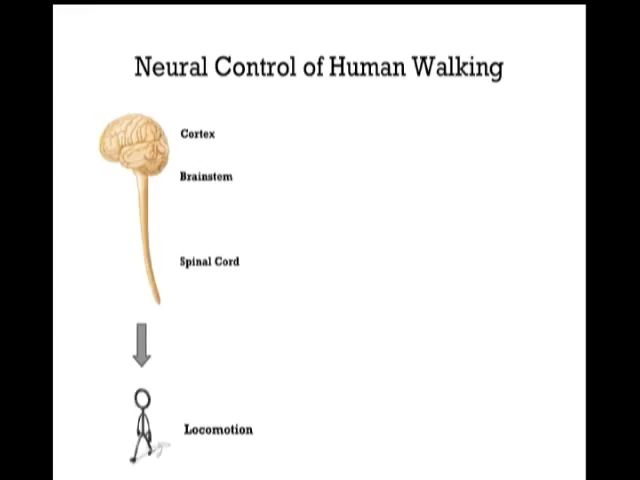 Neural Control of Human Walking
Cortex
Brainstem
Spinal Cord
Locomotion